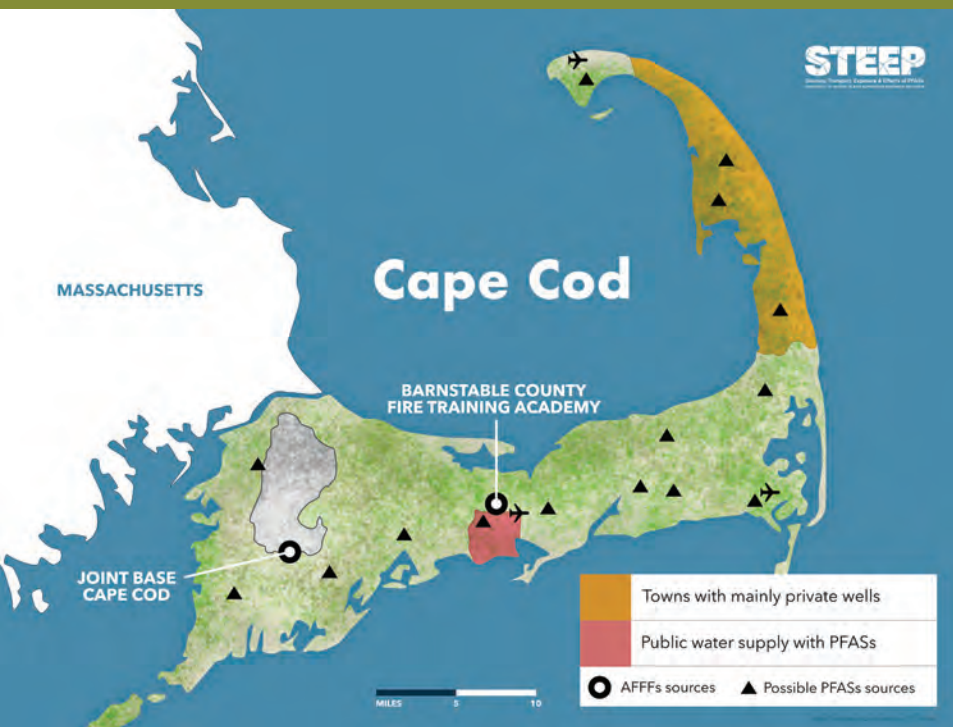 STEEP
Cape Cod
MASSACHUSETTS
BARNSTABLE COUNTY
FIRE TRAINING ACADEMY
JOINT BASE
CAPE COD
Towns with mainly private wells
Public water supply with PFASs
AFFFs sources
Possible PFASs sources
MILES 5 10